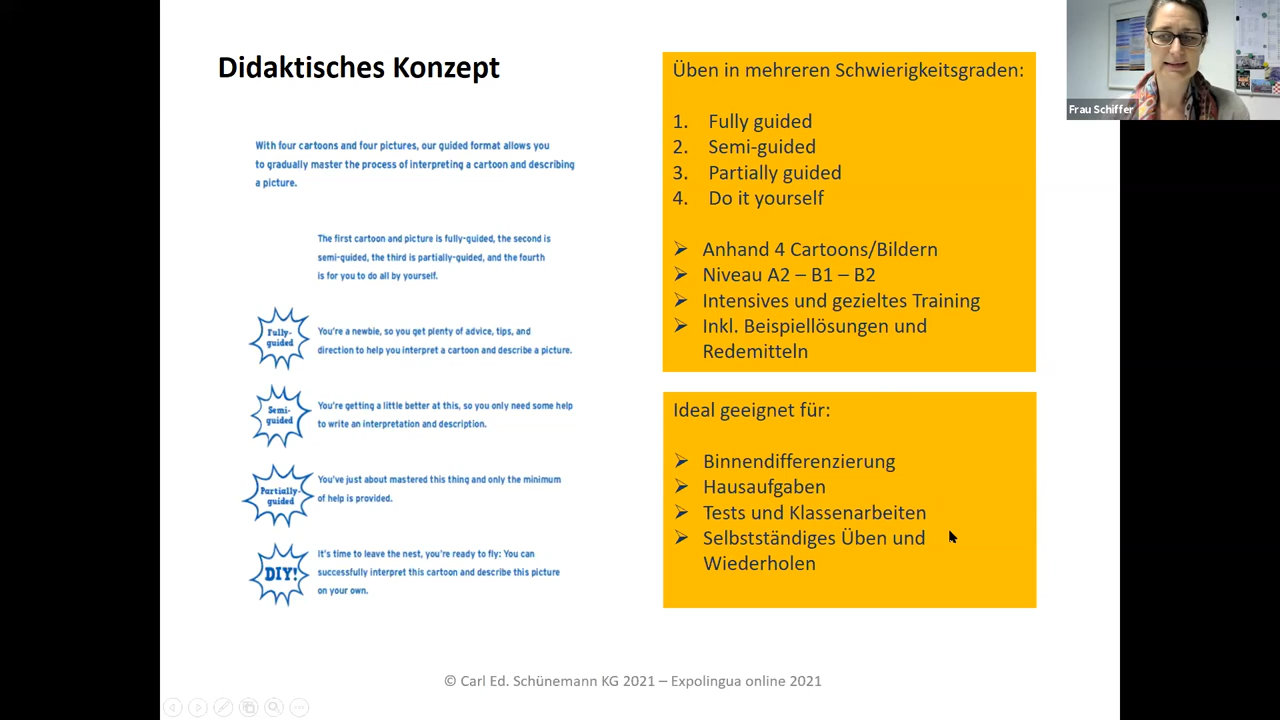 Didaktisches Konzept
With four cartoons and four pictures, our guided format allows you
to gradually master the process of interpreting a cartoon and describing
a picture.
The first cartoon and picture is fully-guided, the second is
semi-guided, the third is partially-guided, and the fourth
is for you to do all by yourself.
Fully-
guided
You're a newbie, so you get plenty of advice, tips, and
direction to help you interpret a cartoon and describe a picture.
Semi-
guided
You're getting a little better at this, so you only need some help
to write an interpretation and description.
Partially-
guided
You've just about mastered this thing and only the minimum
of help is provided.
DIY!
It's time to leave the nest, you're ready to fly: You can
successfully interpret this cartoon and describe this picture
on your own.
Üben in mehreren Schwierigkeitsgraden:
1. Fully guided
2. Semi-guided
3. Partially guided
4. Do it yourself
Anhand 4 Cartoons/Bildern
Niveau A2 – B1 – B2
Intensives und gezieltes Training
Inkl. Beispiellösungen und
Redemitteln
Ideal geeignet für:
Binnendifferenzierung
Hausaufgaben
Tests und Klassenarbeiten
Selbstständiges Üben und
Wiederholen
Frau Schiffer
© Carl Ed. Schünemann KG 2021 – Expolingua online 2021